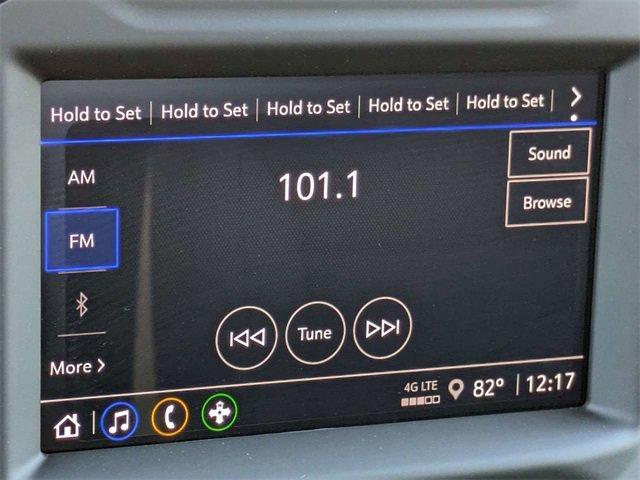 Hold to Set Hold to Set Hold to Set Hold to Set Hold to Set
AM
101.1
Sound
FM
Browse
Tune
More
4G LTE
82° 12:17